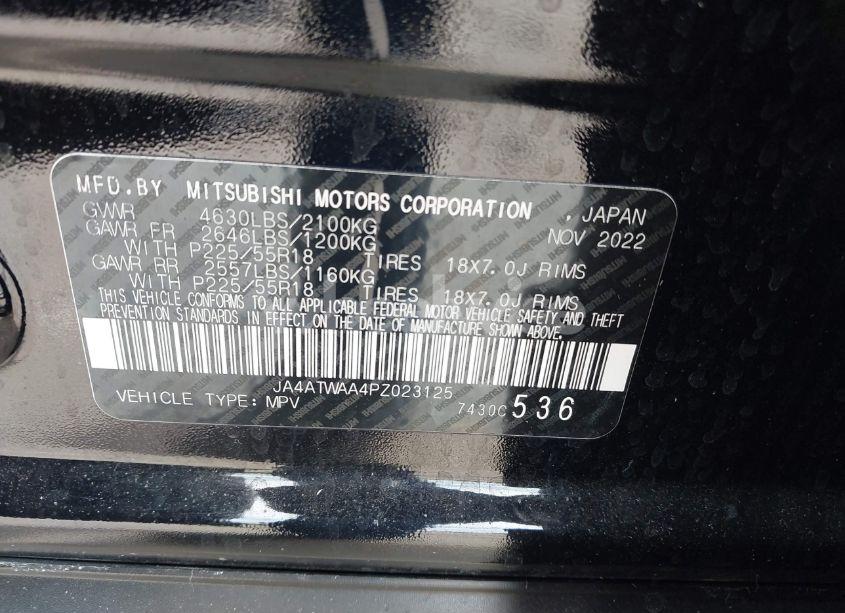 MFD.BY MITSUBISHI MOTORS CORPORATION , JAPAN
GVWR 4630LBS/2100KG NOV 2022
GAWR FR 2646LBS/1200KG
WITH P225/55R18 TIRES 18X7.0J RIMS
GAWR RR 2557LBS/1160KG
WITH P225/55R18 TIRES 18X7.0J RIMS
THIS VEHICLE CONFORMS TO ALL APPLICABLE FEDERAL MOTOR VEHICLE SAFETY AND THEFT
PREVENTION STANDARDS IN EFFECT ON THE DATE OF MANUFACTURE SHOWN ABOVE.
JA4ATWAA4PZ023125
VEHICLE TYPE: MPV 7430C 536